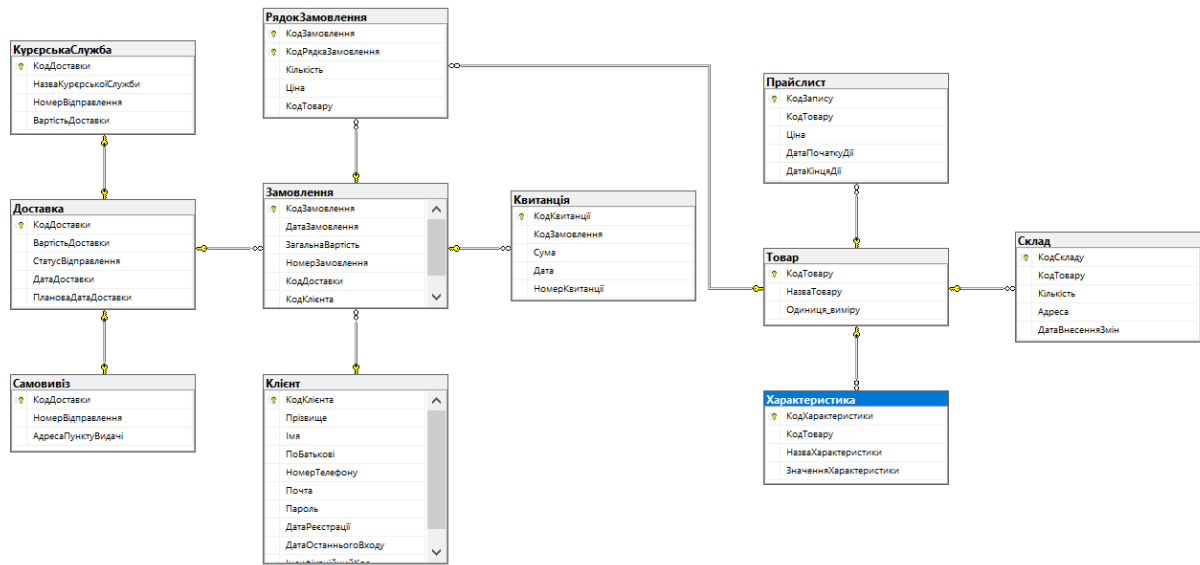 КурєрськаСлужба
КодДоставки
НазваКурєрськоїСлужби
НомерВідправлення
ВартістьДоставки
Доставка
КодДоставки
ВартістьДоставки
СтатусВідправлення
ДатаДоставки
ПлановаДатаДоставки
Самовивіз
КодДоставки
НомерВідправлення
АдресаПунктуВидачі
РядокЗамовлення
КодЗамовлення
КодРядкаЗамовлення
Кількість
Ціна
КодТовару
Замовлення
КодЗамовлення
ДатаЗамовлення
ЗагальнаВартість
НомерЗамовлення
КодДоставки
КодКлієнта
Клієнт
КодКлієнта
Прізвище
Імя
ПоБатькові
НомерТелефону
Почта
Пароль
ДатаРеєстрації
ДатаОстанньогоВходу
Квитанція
КодКвитанції
КодЗамовлення
Сума
Дата
НомерКвитанції
Прайслист
КодЗапису
КодТовару
Ціна
ДатаПочаткуДії
ДатаКінцяДії
Товар
КодТовару
НазваТовару
Одиниця_виміру
Характеристика
КодХарактеристики
КодТовару
НазваХарактеристики
ЗначенняХарактеристики
Склад
КодСкладу
КодТовару
Кількість
Адреса
ДатаВнесенняЗмін